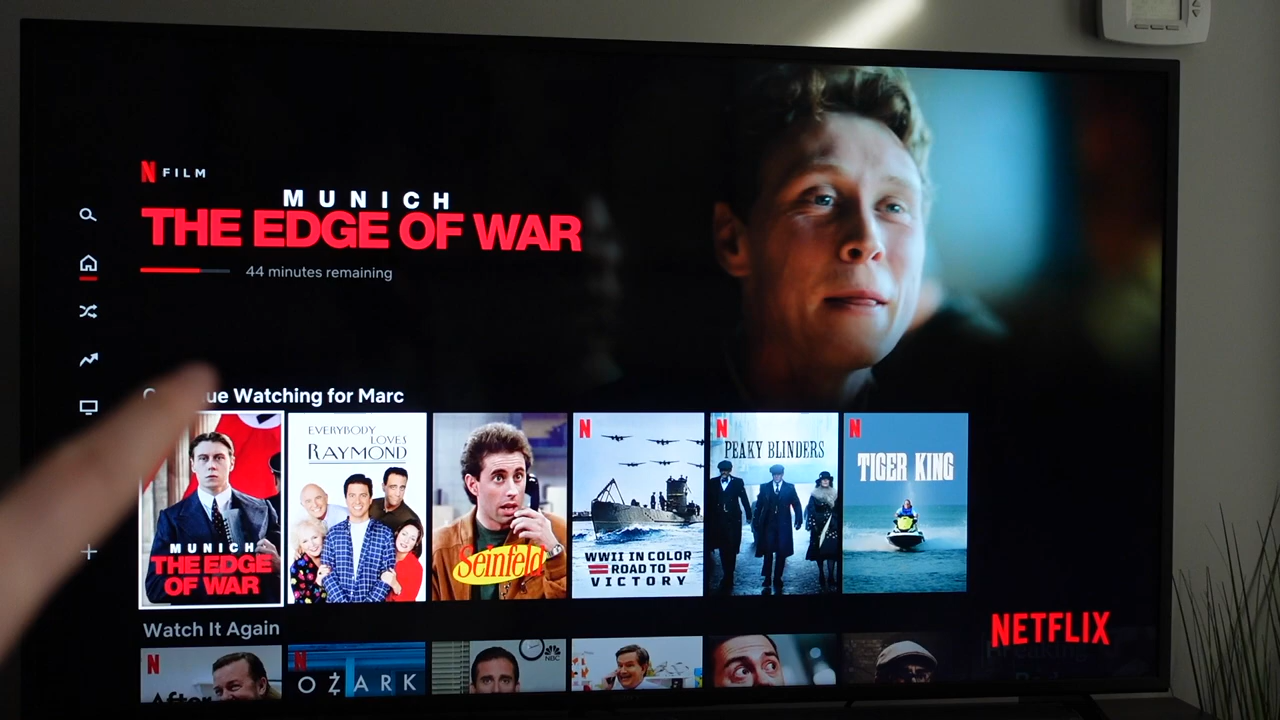 N FILM
MUNICH
THE EDGE OF WAR
44 minutes remaining
ue Watching for Marc
MUNICH
THE EDGE
OF WAR
EVERYBODY
LOVES
RAYMOND
Seinfeld
N
WWII IN COLOR
ROAD TO
VICTORY
N
PEAKY BLINDERS
N
TIGER KING
NETFLIX
Watch It Again
N
After
N
OZARK
NBC